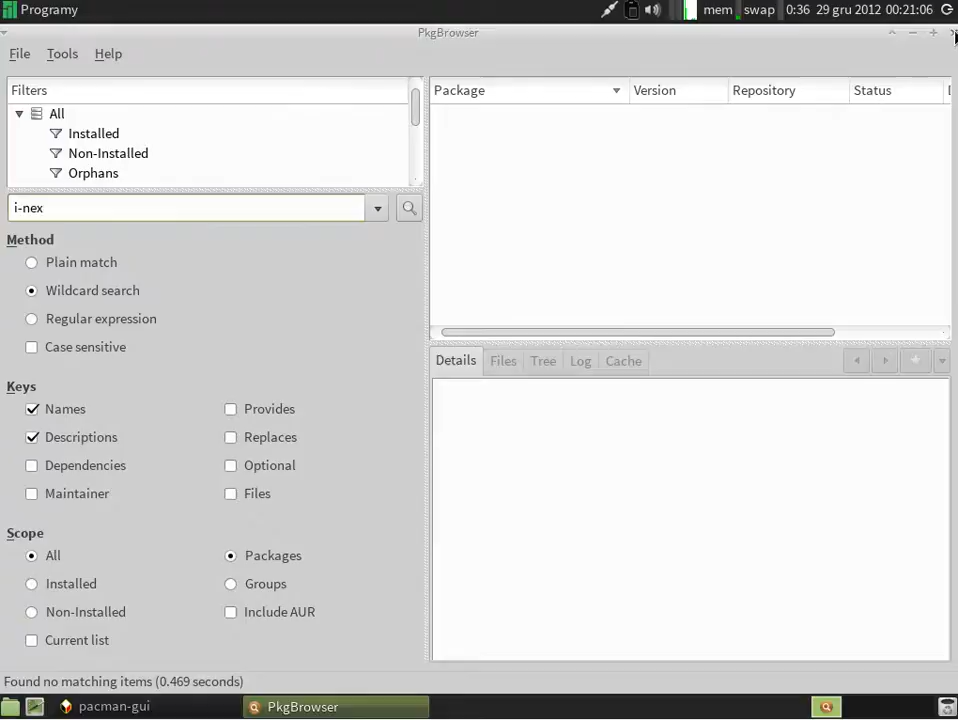 Programy mem swap 0:36 29 gru 2012 00:21:06
PkgBrowser
File Tools Help
Filters
All
Installed
Non-Installed
Orphans
i-nex
Method
Plain match
Wildcard search
Regular expression
Case sensitive
Keys
Names Provides
Descriptions Replaces
Dependencies Optional
Maintainer Files
Scope
All Packages
Installed Groups
Non-Installed Include AUR
Current list
Package Version Repository Status
Details Files Tree Log Cache
Found no matching items (0.469 seconds)
pacman-gui PkgBrowser